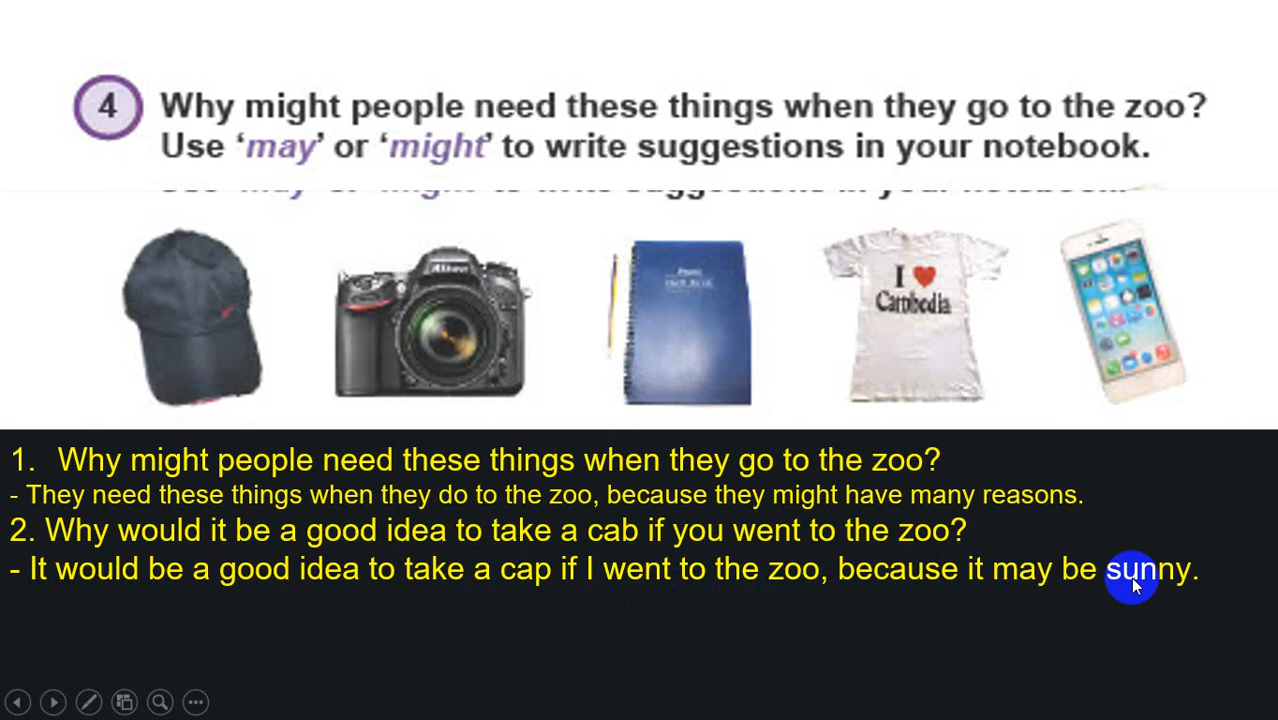 4 Why might people need these things when they go to the zoo?
Use ‘may’ or ‘might’ to write suggestions in your notebook.
Nikon
I ❤ Cambodia
1. Why might people need these things when they go to the zoo?
- They need these things when they do to the zoo, because they might have many reasons.
2. Why would it be a good idea to take a cab if you went to the zoo?
- It would be a good idea to take a cap if I went to the zoo, because it may be sunny.